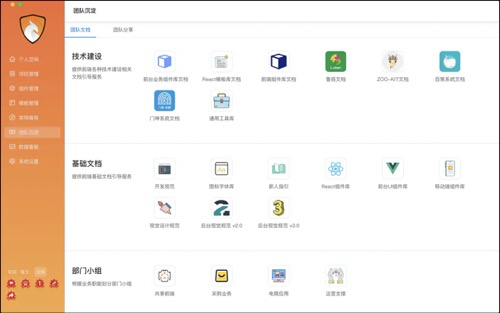 团队沉淀
个人空间
项目管理
组件管理
模板管理
团队沉淀
数据看板
系统设置
团队文档
团队分享
技术建设
提供前端各种技术建设相关
文档引导服务
前台业务组件库文档
React模板库文档
前端组件库文档
鲁班文档
ZOO-KIT文档
百策系统文档
门神系统文档
通用工具库
基础文档
提供前端基础文档引导服务
开发规范
图标字体库
新人指引
React组件库
前台UI组件库
移动端组件库
视觉设计规范
后台视觉规范 v2.0
后台视觉规范 v3.0
部门小组
根据业务职能划分部门小组
共享前端
采购业务
电商应用
运营支撑